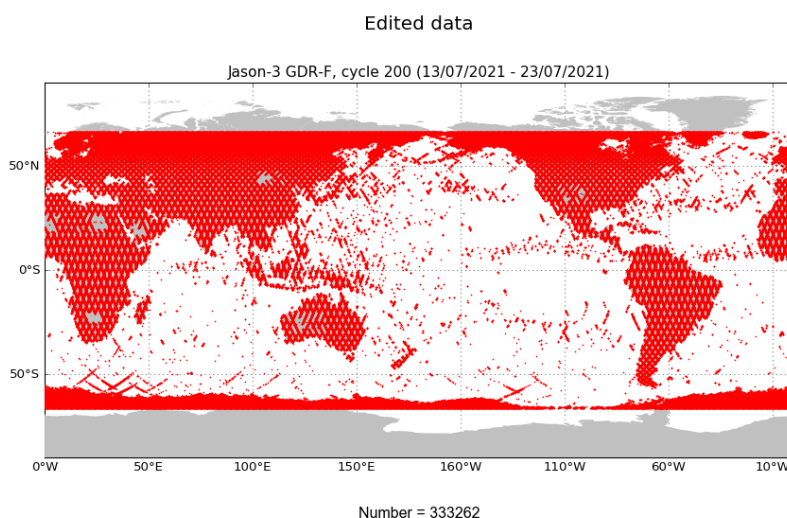 Edited data
Jason-3 GDR-F, cycle 200 (13/07/2021 - 23/07/2021)
50°N
0°S
50°S
0°W 50°E 100°E 150°E 160°W 110°W 60°W 10°W
Number = 333262